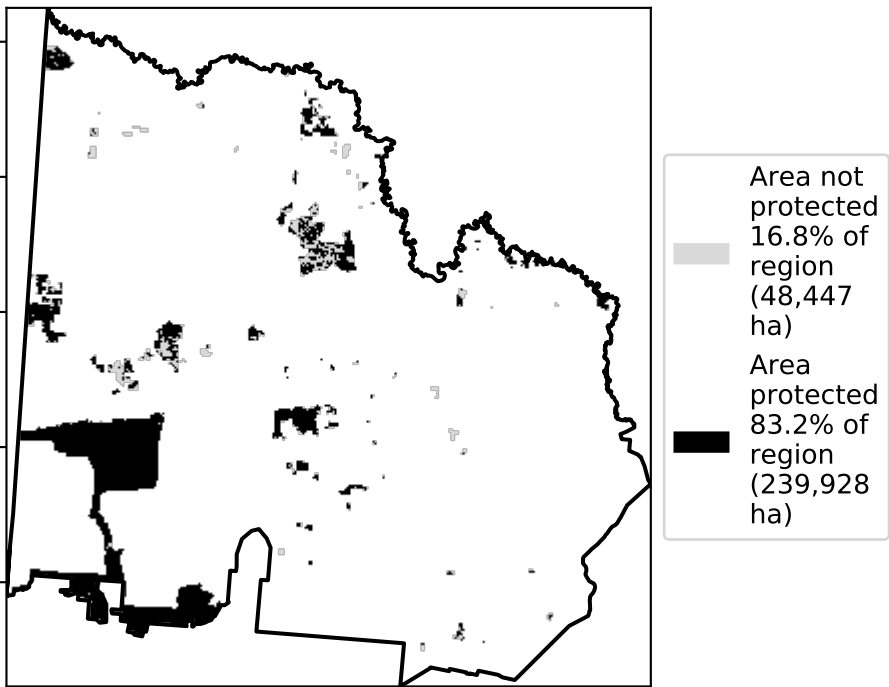 Area not
protected
16.8% of
region
(48,447
ha)
Area
protected
83.2% of
region
(239,928
ha)